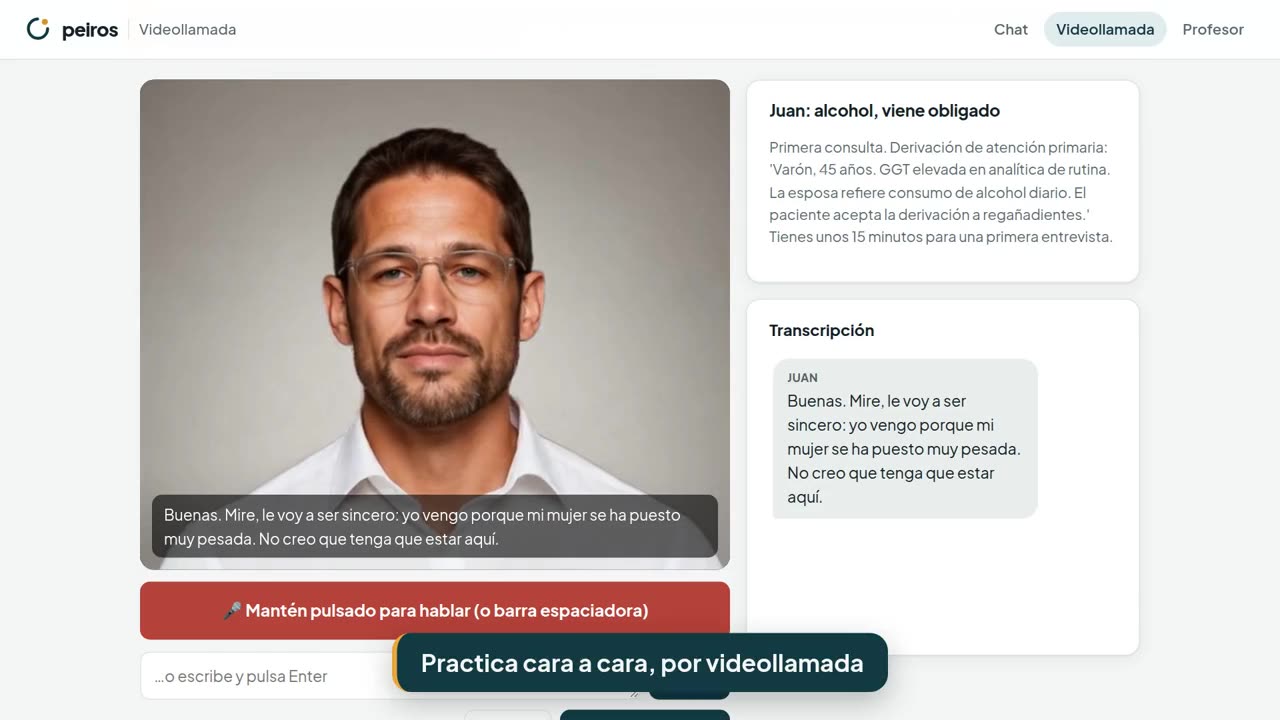 peiros
Videollamada
Chat
Videollamada
Profesor
Buenas. Mire, le voy a ser sincero: yo vengo porque mi mujer se ha puesto
muy pesada. No creo que tenga que estar aquí.
🎤 Mantén pulsado para hablar (o barra espaciadora)
...o escribe y pulsa Enter
Juan: alcohol, viene obligado
Primera consulta. Derivación de atención primaria:
'Varón, 45 años. GGT elevada en analítica de rutina.
La esposa refiere consumo de alcohol diario. El
paciente acepta la derivación a regañadientes.'
Tienes unos 15 minutos para una primera entrevista.
Transcripción
JUAN
Buenas. Mire, le voy a ser
sincero: yo vengo porque mi
mujer se ha puesto muy pesada.
No creo que tenga que estar
aquí.
Practica cara a cara, por videollamada